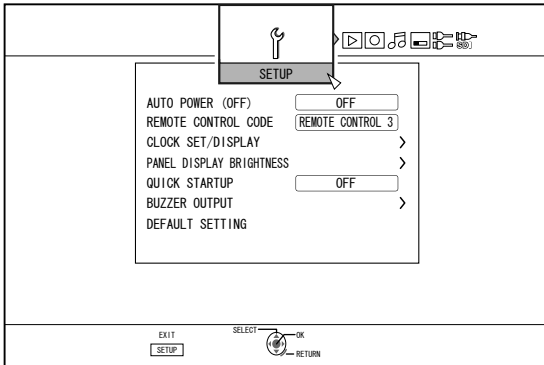 SETUP
AUTO POWER (OFF) OFF
REMOTE CONTROL CODE REMOTE CONTROL 3
CLOCK SET/DISPLAY
PANEL DISPLAY BRIGHTNESS
QUICK STARTUP OFF
BUZZER OUTPUT
DEFAULT SETTING
EXIT
SETUP
SELECT
OK
RETURN